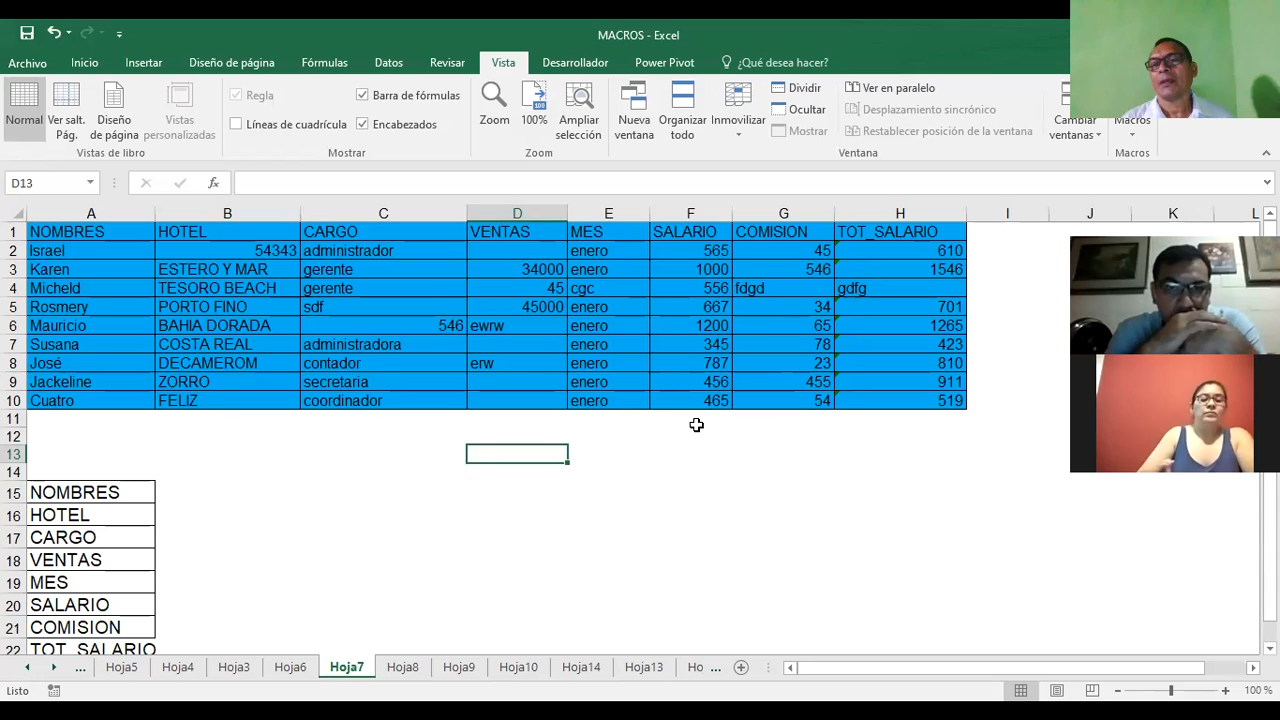 MACROS - Excel
Archivo Inicio Insertar Diseño de página Fórmulas Datos Revisar Vista Desarrollador Power Pivot ¿Qué desea hacer?
Normal
Ver salt. Pág.
Diseño de página
Vistas personalizadas
Vistas de libro
Regla
Barra de fórmulas
Líneas de cuadrícula
Encabezados
Mostrar
Zoom
100%
Ampliar selección
Zoom
Nueva ventana
Organizar todo
Inmovilizar
Dividir
Ocultar
Mostrar
Ver en paralelo
Desplazamiento sincrónico
Restablecer posición de la ventana
Cambiar ventanas
Ventana
Macros
Macros
D13 fx
A B C D E F G H I J K L
1 NOMBRES HOTEL CARGO VENTAS MES SALARIO COMISION TOT_SALARIO
2 Israel 54343 administrador enero 565 45 610
3 Karen ESTERO Y MAR gerente 34000 enero 1000 546 1546
4 Micheld TESORO BEACH gerente 45 cgc 556 fdgd gdfg
5 Rosmery PORTO FINO sdf 45000 enero 667 34 701
6 Mauricio BAHIA DORADA 546 ewrw enero 1200 65 1265
7 Susana COSTA REAL administradora enero 345 78 423
8 José DECAMEROM contador erw enero 787 23 810
9 Jackeline ZORRO secretaria enero 456 455 911
10 Cuatro FELIZ coordinador enero 465 54 519
11
12
13
14
15 NOMBRES
16 HOTEL
17 CARGO
18 VENTAS
19 MES
20 SALARIO
21 COMISION
22 TOT_SALARIO
... Hoja5 Hoja4 Hoja3 Hoja6 Hoja7 Hoja8 Hoja9 Hoja10 Hoja14 Hoja13 Ho ...
Listo 100 %